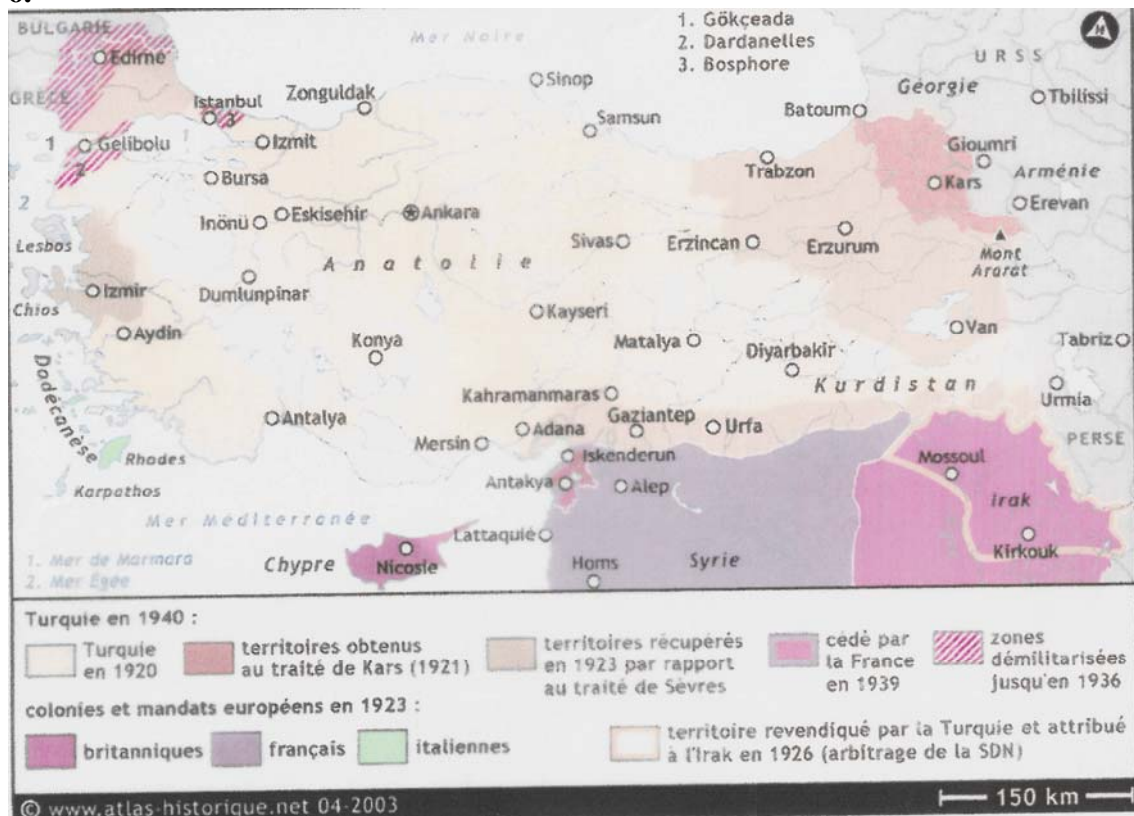 BULGARIE
Edirne
GRÈCE
Mer Noire
1. Gökçeada
2. Dardanelles
3. Bosphore
N
URSS
Géorgie
Tbilissi
Sinop
Zonguldak
Istanbul
3
Izmit
Samsun
Batoum
Gioumri
Arménie
Kars
Erevan
1
1
Gelibolu
2
Bursa
Trabzon
2
Inönü
Eskisehir
Ankara
Sivas
Erzincan
Erzurum
Mont
Ararat
Lesbos
Anatolie
Izmir
Dumlunpinar
Chios
Kayseri
Van
Aydin
Konya
Matalya
Diyarbakir
Tabriz
Dodécanèse
Kurdistan
Urmia
Kahramanmaras
Gaziantep
Antalya
Adana
Urfa
Mersin
PERSE
Rhodes
Iskenderun
Mossoul
Karpathos
Antakya
Alep
Irak
Mer Méditerranée
Lattaquié
Kirkouk
1. Mer de Marmara
2. Mer Égée
Chypre
Nicosie
Homs
Syrie
Turquie en 1940 :
Turquie
en 1920
territoires obtenus
au traité de Kars (1921)
territoires récupérés
en 1923 par rapport
au traité de Sèvres
cédé par
la France
en 1939
zones
démilitarisées
jusqu'en 1936
colonies et mandats européens en 1923 :
britanniques
français
italiennes
territoire revendiqué par la Turquie et attribué
à l'Irak en 1926 (arbitrage de la SDN)
© www.atlas-historique.net 04-2003
150 km